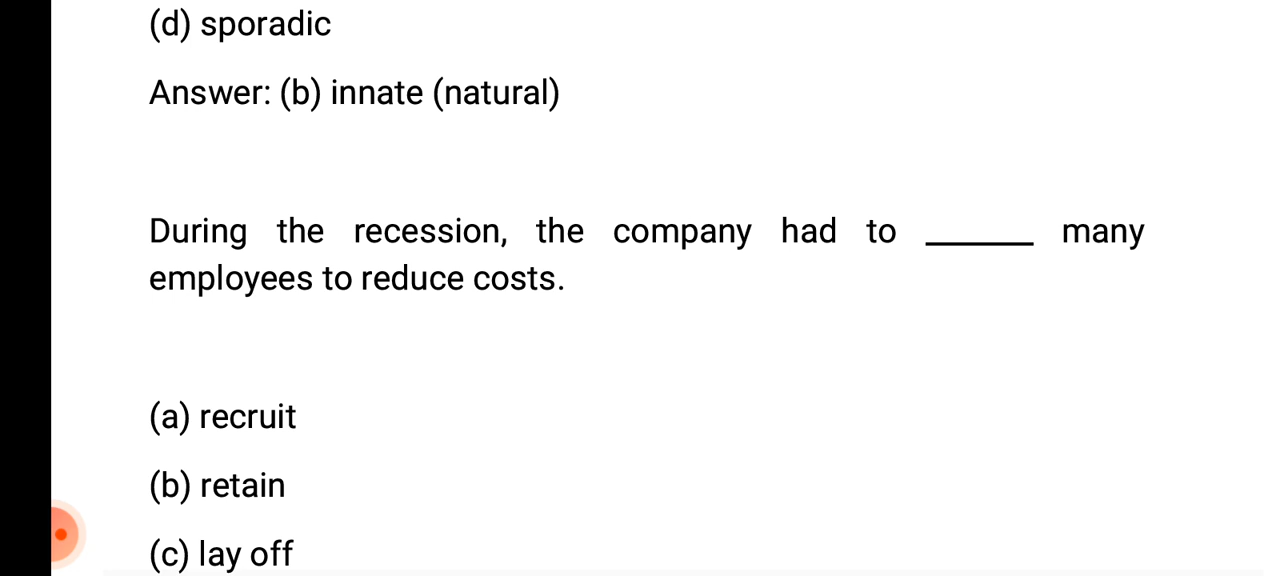 (d) sporadic
Answer: (b) innate (natural)
During the recession, the company had to ______ many
employees to reduce costs.
(a) recruit
(b) retain
(c) lay off